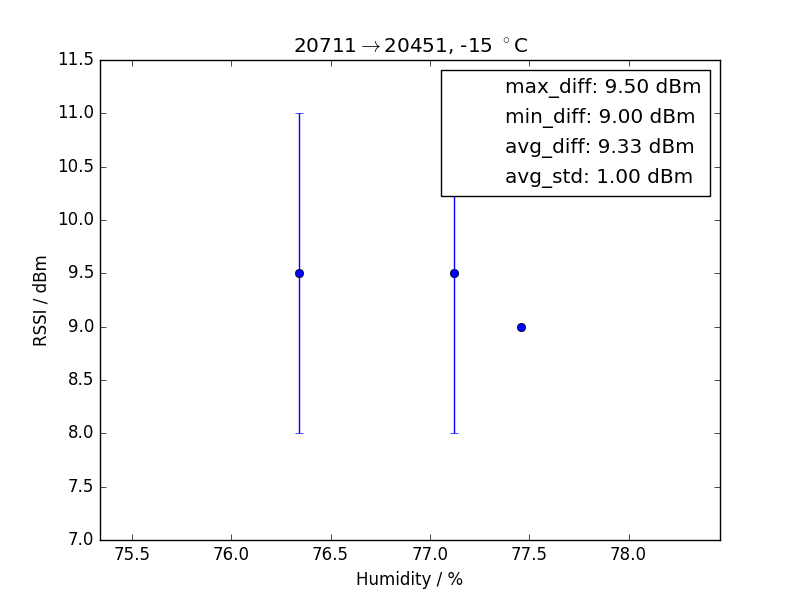 20711→20451, -15 °C
11.5
11.0
10.5
10.0
9.5
9.0
8.5
8.0
7.5
7.0
RSSI / dBm
max_diff: 9.50 dBm
min_diff: 9.00 dBm
avg_diff: 9.33 dBm
avg_std: 1.00 dBm
75.5 76.0 76.5 77.0 77.5 78.0
Humidity / %